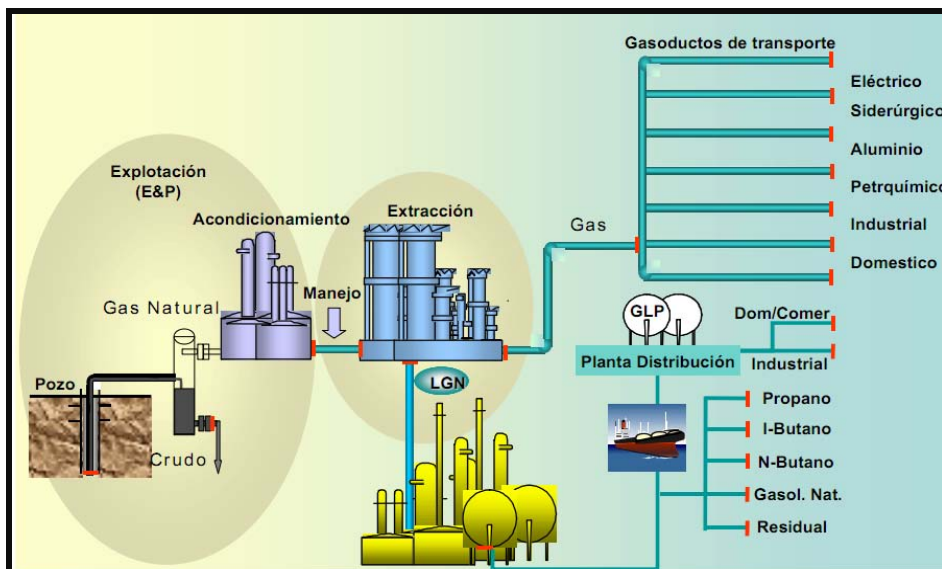 Gasoductos de transporte
Eléctrico
Siderúrgico
Aluminio
Petrquímico
Industrial
Domestico
Explotación
(E&P)
Acondicionamiento
Extracción
Gas
Manejo
Gas Natural
Pozo
Crudo
LGN
GLP
Planta Distribución
Dom/Comer
Industrial
Propano
I-Butano
N-Butano
Gasol. Nat.
Residual